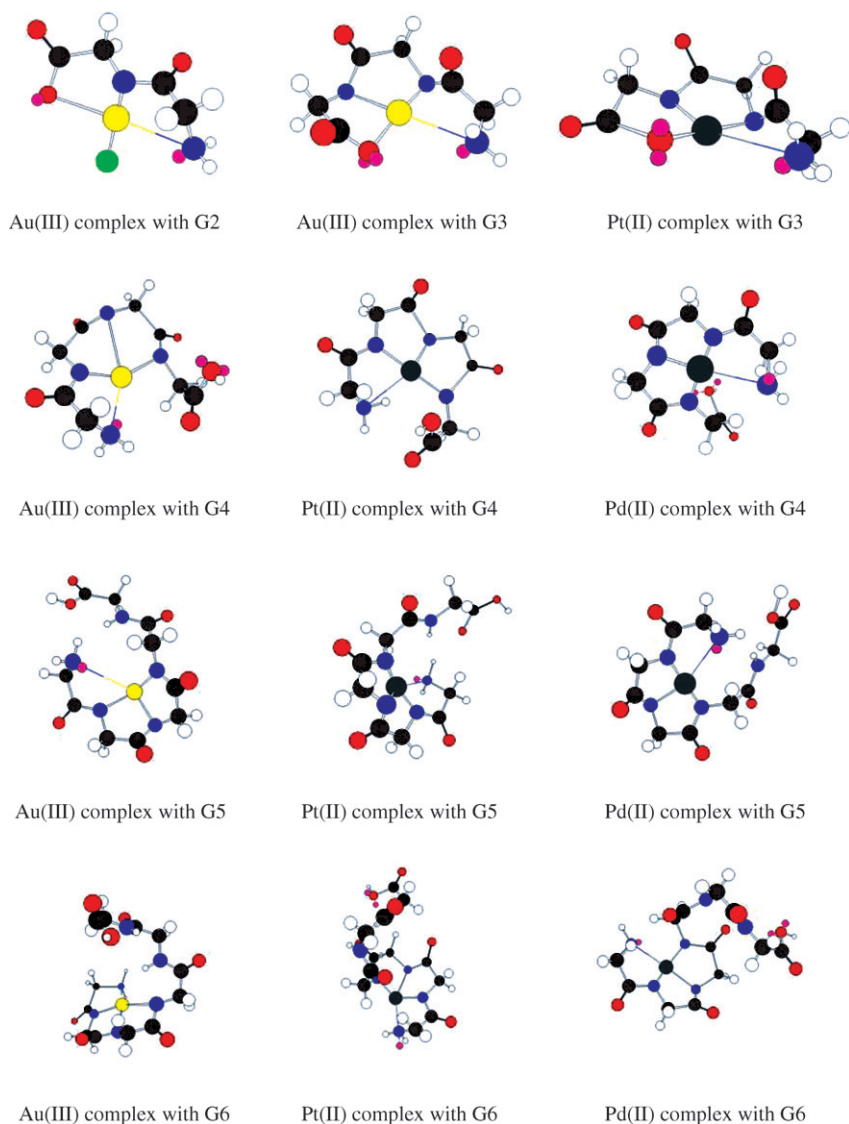 Au(III) complex with G2
Au(III) complex with G3
Pt(II) complex with G3
Au(III) complex with G4
Pt(II) complex with G4
Pd(II) complex with G4
Au(III) complex with G5
Pt(II) complex with G5
Pd(II) complex with G5
Au(III) complex with G6
Pt(II) complex with G6
Pd(II) complex with G6